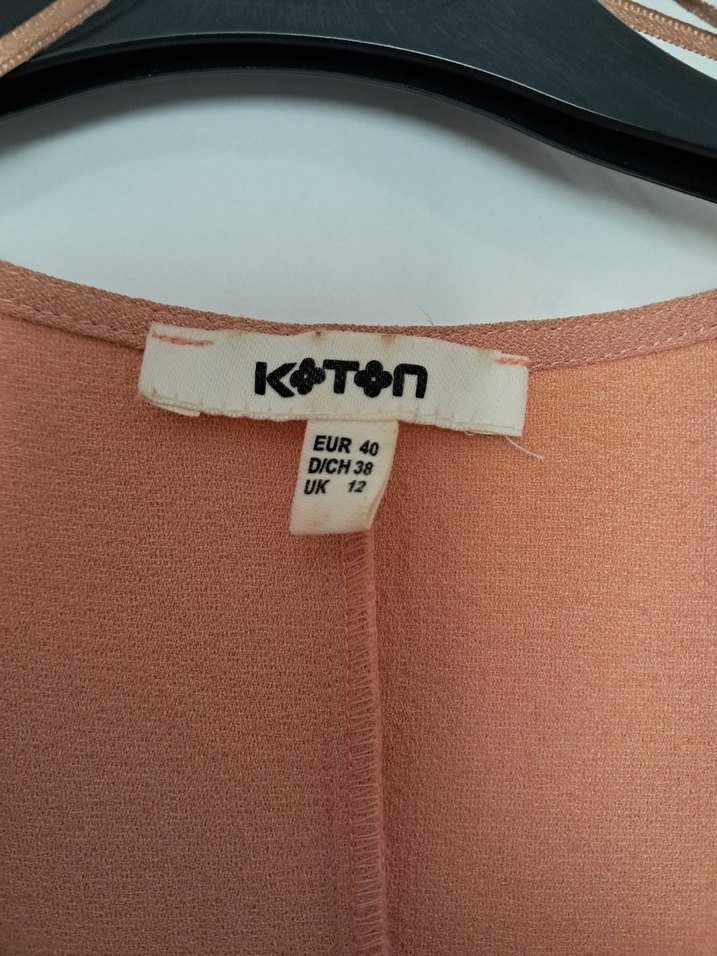 KOTON
EUR 40
D/CH 38
UK 12